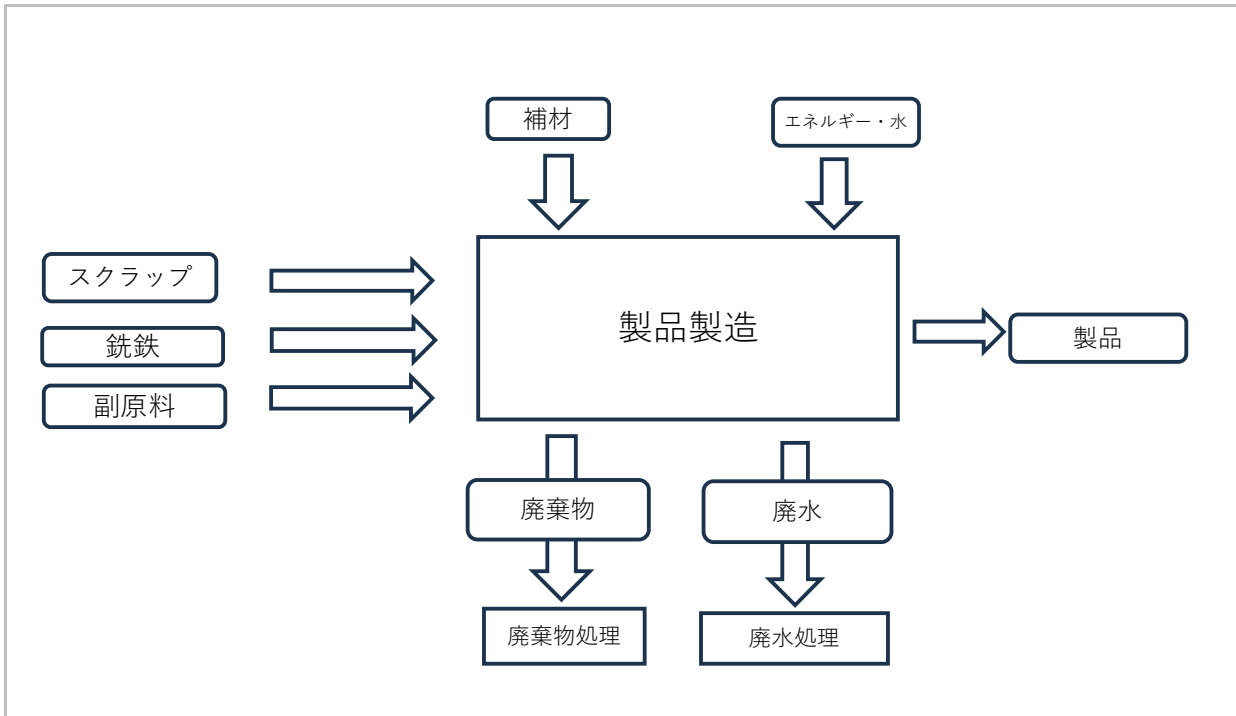 補材
エネルギー・水
スクラップ
銑鉄
副原料
製品製造
製品
廃棄物
廃水
廃棄物処理
廃水処理